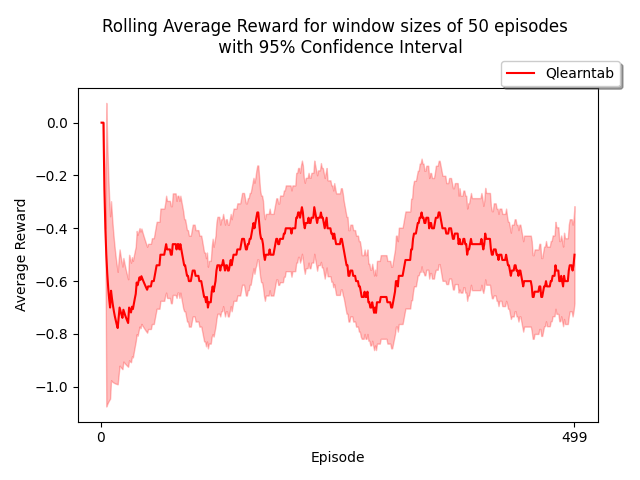 Rolling Average Reward for window sizes of 50 episodes
with 95% Confidence Interval
Qlearntab
0.0
−0.2
−0.4
−0.6
−0.8
−1.0
Average Reward
0
499
Episode